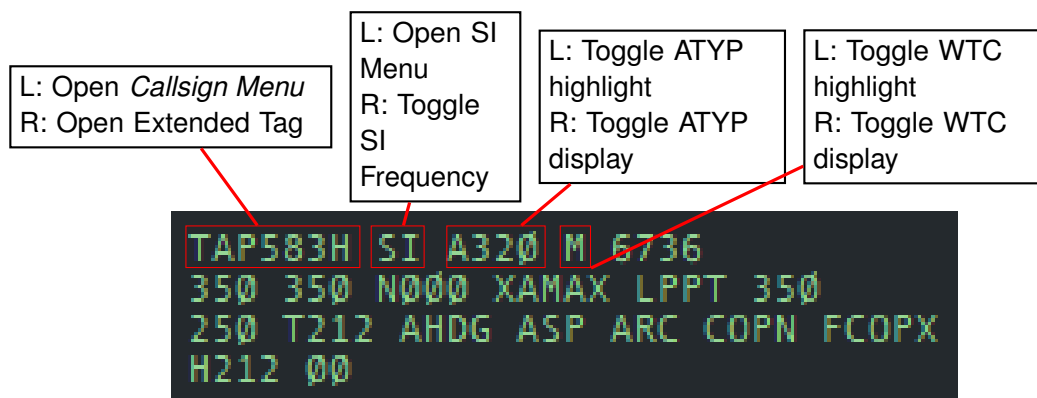 L: Open Callsign Menu
R: Open Extended Tag
L: Open SI
Menu
R: Toggle
SI
Frequency
L: Toggle ATYP
highlight
R: Toggle ATYP
display
L: Toggle WTC
highlight
R: Toggle WTC
display
TAP583H SI A320 M 6736
350 350 N000 XAMAX LPPT 350
250 T212 AHDG ASP ARC COPN FCOPX
H212 00